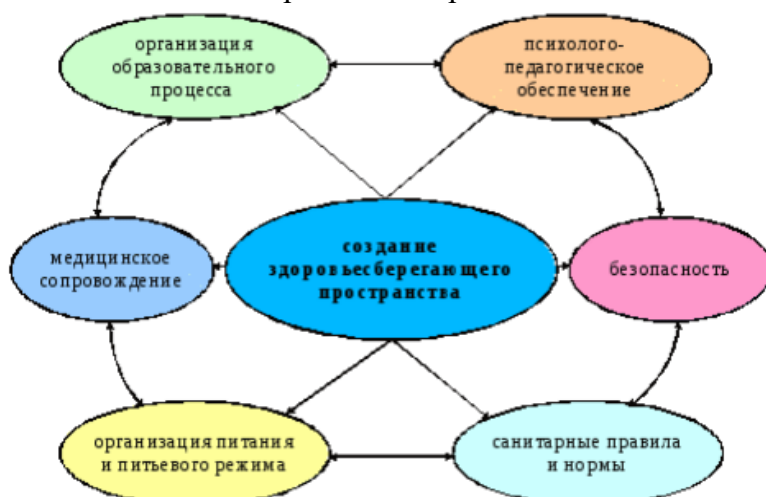 организация
образовательного
процесса
психолого-
педагогическое
обеспечение
медицинское
сопровождение
создание
здоровьесберегающего
пространства
безопасность
организация питания
и питьевого режима
санитарные правила
и нормы